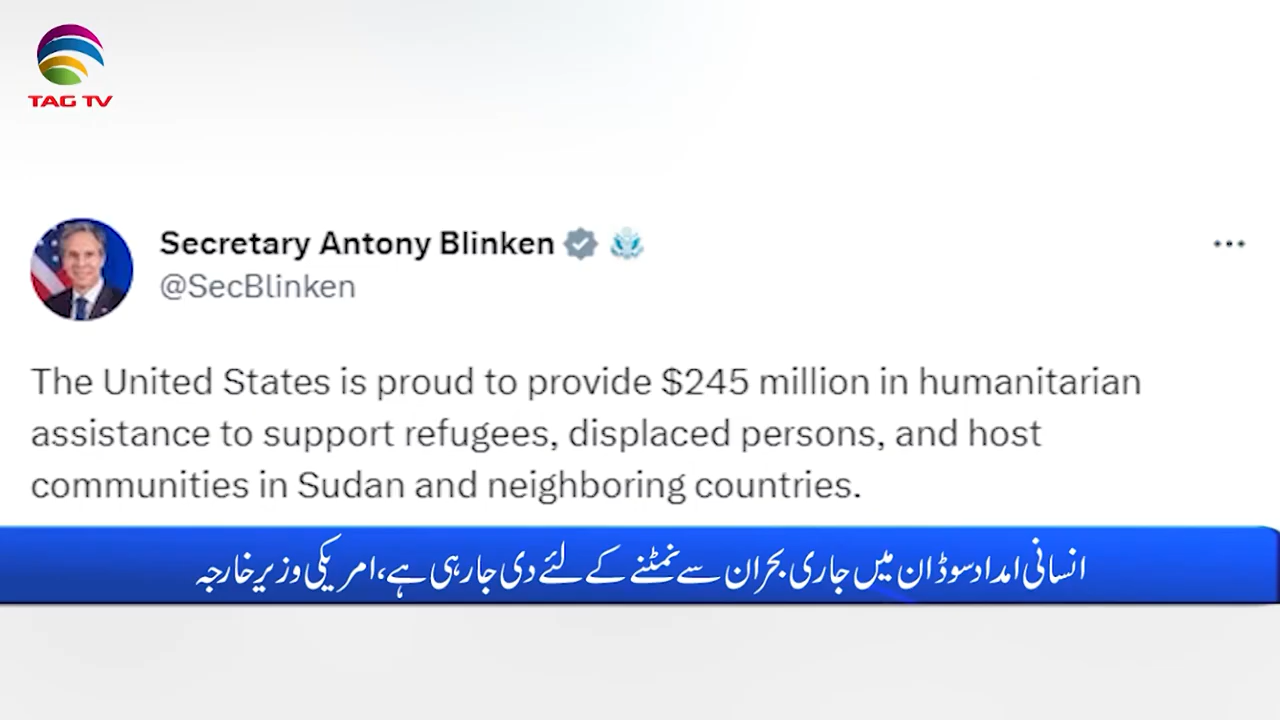 TAG TV
Secretary Antony Blinken
@SecBlinken
The United States is proud to provide $245 million in humanitarian
assistance to support refugees, displaced persons, and host
communities in Sudan and neighboring countries.
انسانی امداد سوڈان میں جاری بحران سے نمٹنے کے لئے دی جارہی ہے، امریکی وزیرِ خارجہ